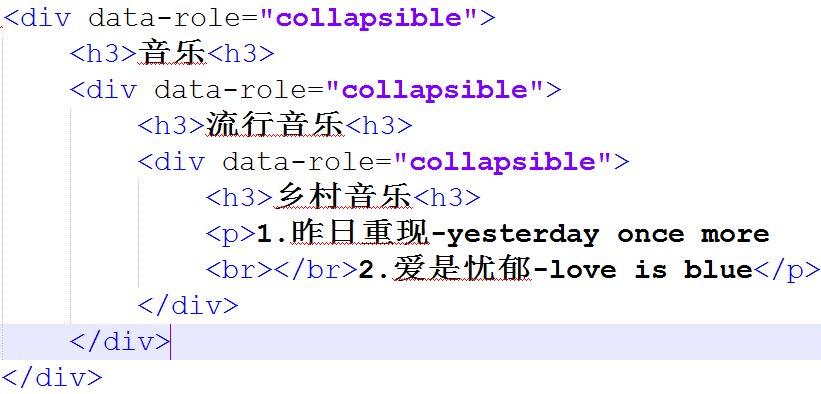 <div data-role="collapsible">
<h3>音乐<h3>
<div data-role="collapsible">
<h3>流行音乐<h3>
<div data-role="collapsible">
<h3>乡村音乐<h3>
<p>1.昨日重现-yesterday once more
<br></br>2.爱是忧郁-love is blue</p>
</div>
</div>
</div>